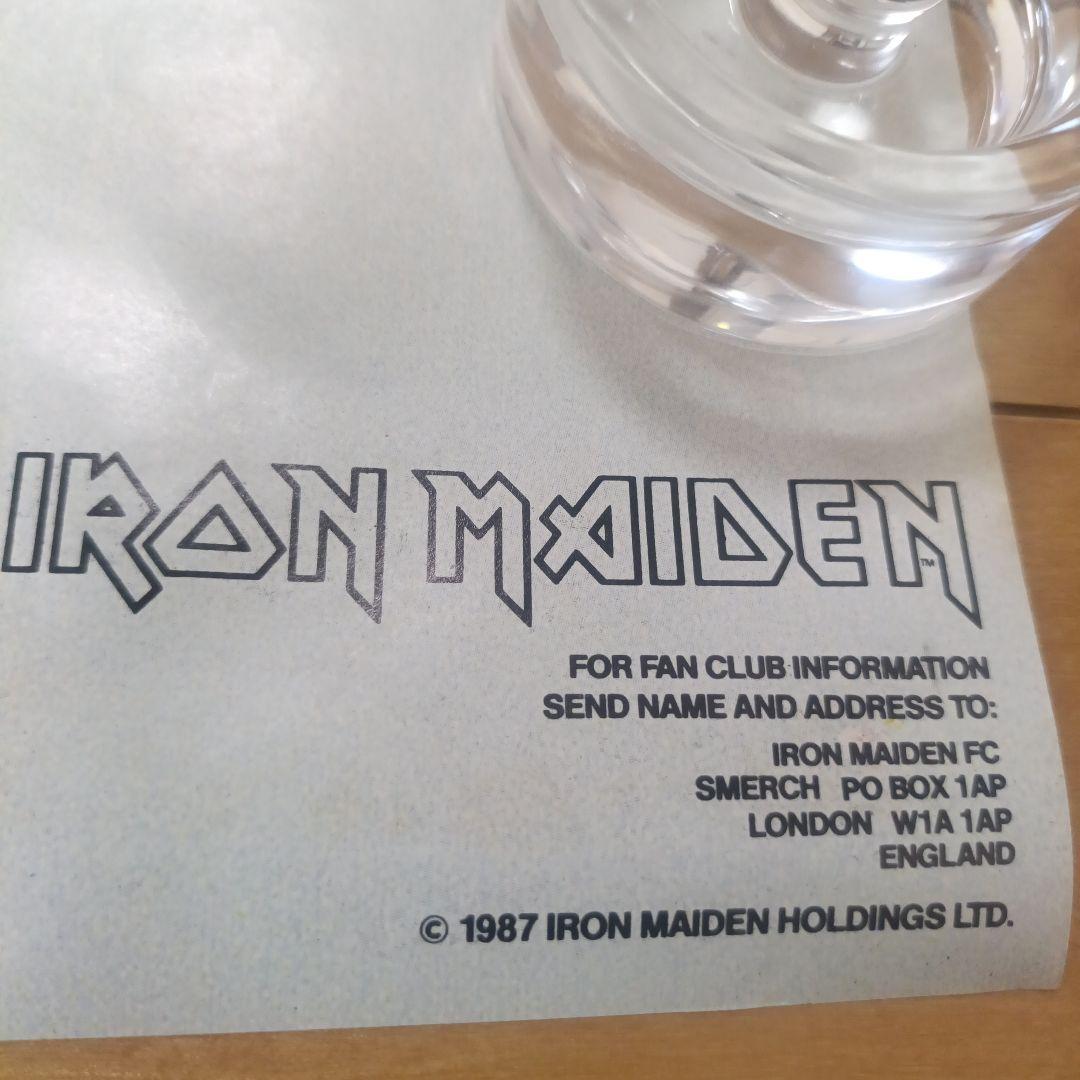 IRON MAIDEN™
FOR FAN CLUB INFORMATION
SEND NAME AND ADDRESS TO:
IRON MAIDEN FC
SMERCH PO BOX 1AP
LONDON W1A 1AP
ENGLAND
© 1987 IRON MAIDEN HOLDINGS LTD.